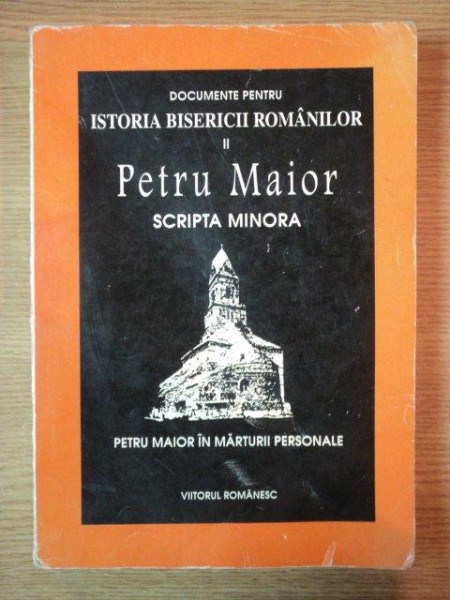 DOCUMENTE PENTRU
ISTORIA BISERICII ROMÂNILOR
II
Petru Maior
SCRIPTA MINORA
PETRU MAIOR ÎN MĂRTURII PERSONALE
VIITORUL ROMÂNESC